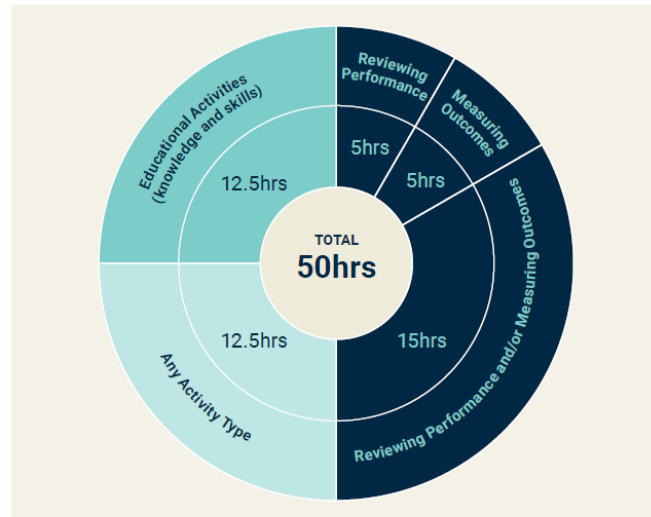 Educational Activities
(knowledge and skills)
12.5hrs
Reviewing
Performance
5hrs
Measuring
Outcomes
5hrs
TOTAL
50hrs
12.5hrs
Any Activity Type
15hrs
Reviewing Performance and/or Measuring Outcomes